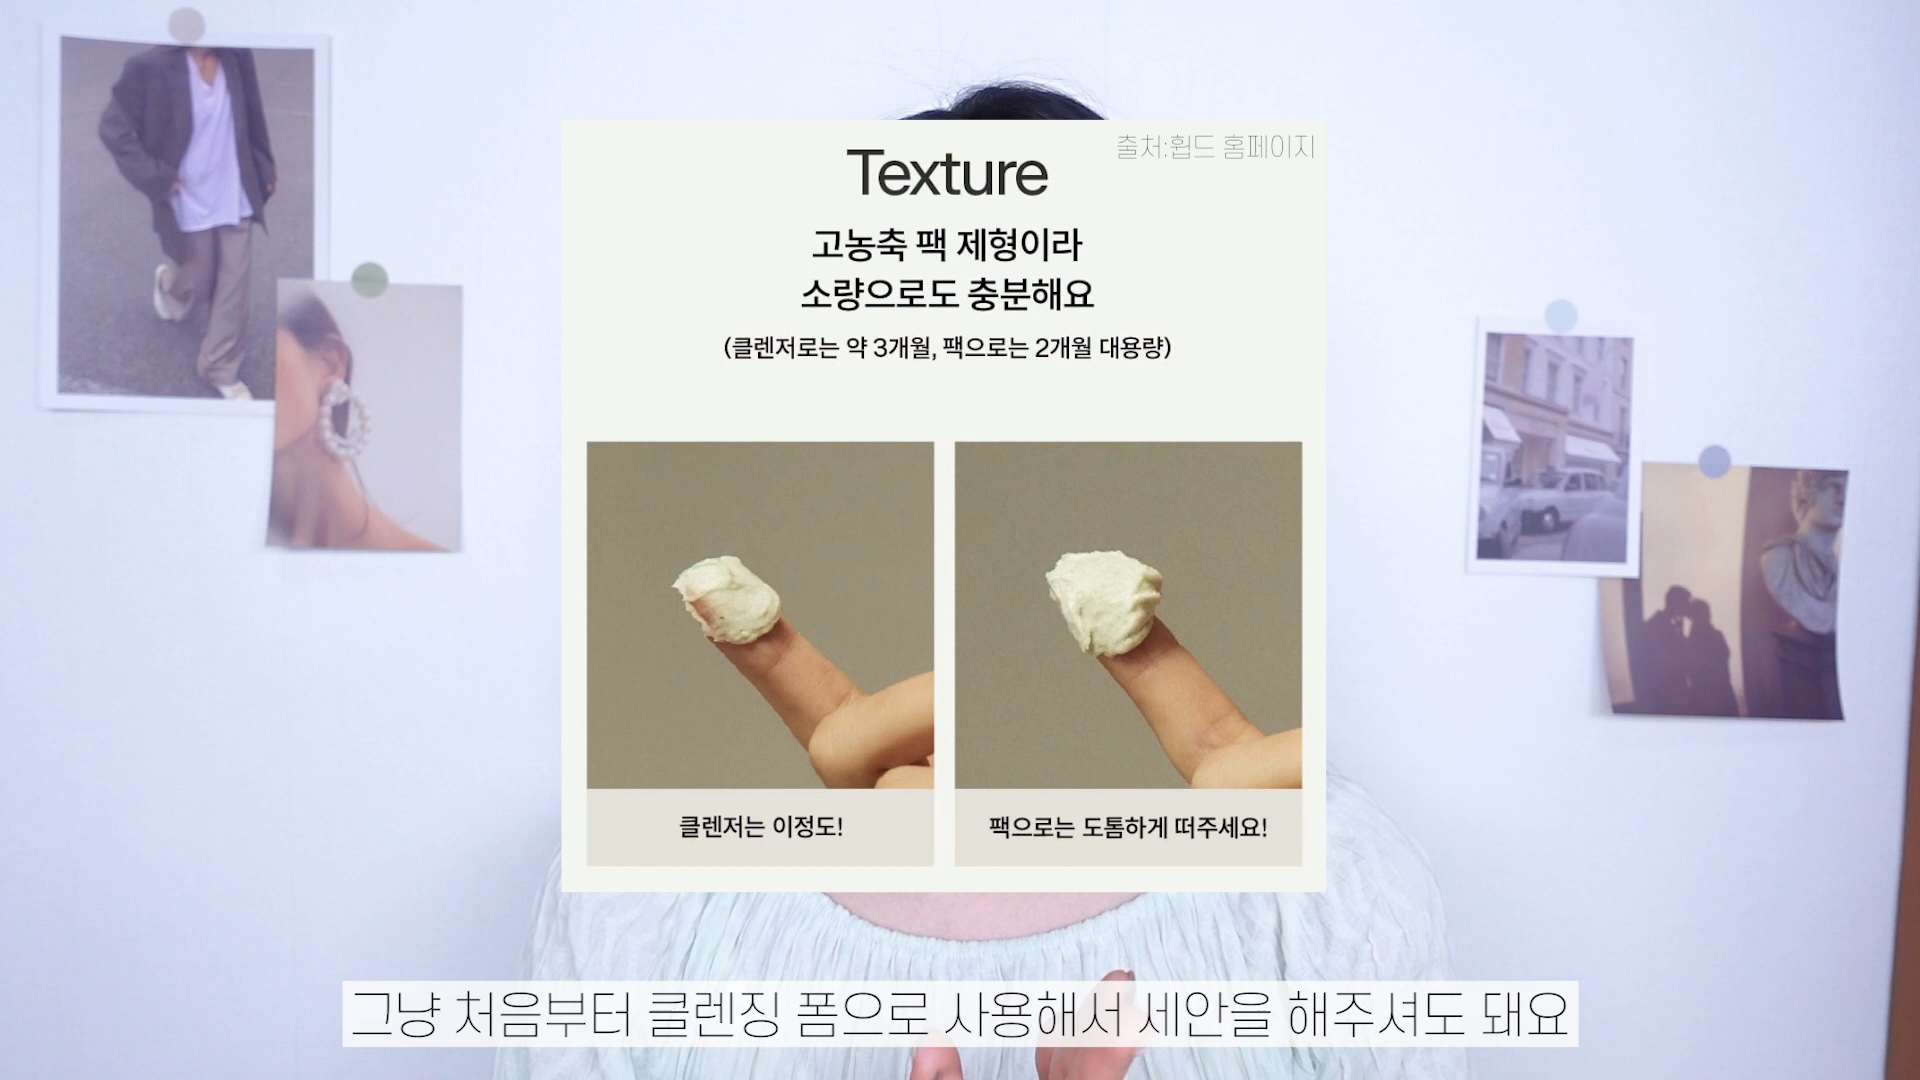 출처:휩드 홈페이지
Texture
고농축 팩 제형이라
소량으로도 충분해요
(클렌저로는 약 3개월, 팩으로는 2개월 대용량)
클렌저는 이정도!
팩으로는 도톰하게 떠주세요!
그냥 처음부터 클렌징 폼으로 사용해서 세안을 해주셔도 돼요